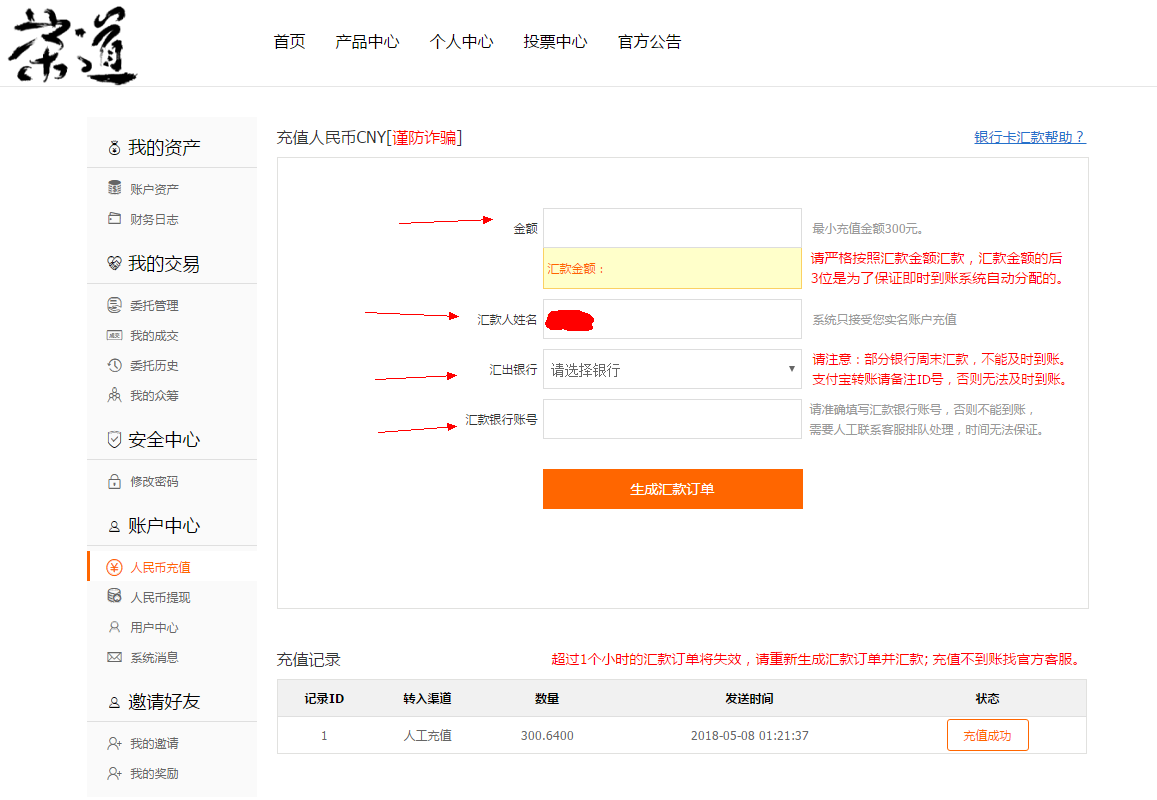 茶道
首页 产品中心 个人中心 投票中心 官方公告
我的资产
账户资产
财务日志
我的交易
委托管理
我的成交
委托历史
我的众筹
安全中心
修改密码
账户中心
人民币充值
人民币提现
用户中心
系统消息
邀请好友
我的邀请
我的奖励
充值人民币CNY[谨防诈骗] 银行卡汇款帮助？
金额 最小充值金额300元。
汇款金额：
请严格按照汇款金额汇款，汇款金额的后
3位是为了保证即时到账系统自动分配的。
汇款人姓名 系统只接受您实名账户充值
汇出银行 请选择银行
请注意：部分银行周末汇款，不能及时到账。
支付宝转账请备注ID号，否则无法及时到账。
汇款银行账号
请准确填写汇款银行账号，否则不能到账，
需要人工联系客服排队处理，时间无法保证。
生成汇款订单
充值记录 超过1个小时的汇款订单将失效，请重新生成汇款订单并汇款; 充值不到账找官方客服。
记录ID 转入渠道 数量 发送时间 状态
1 人工充值 300.6400 2018-05-08 01:21:37 充值成功